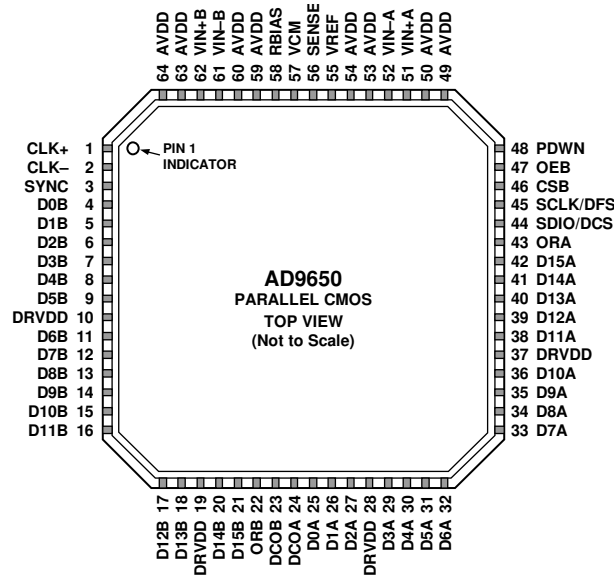 64 AVDD
63 AVDD
62 VIN+B
61 VIN–B
60 AVDD
59 AVDD
58 RBIAS
57 VCM
56 SENSE
55 VREF
54 AVDD
53 AVDD
52 VIN–A
51 VIN+A
50 AVDD
49 AVDD
CLK+ 1
CLK– 2
SYNC 3
D0B 4
D1B 5
D2B 6
D3B 7
D4B 8
D5B 9
DRVDD 10
D6B 11
D7B 12
D8B 13
D9B 14
D10B 15
D11B 16
PIN 1
INDICATOR
AD9650
PARALLEL CMOS
TOP VIEW
(Not to Scale)
48 PDWN
47 OEB
46 CSB
45 SCLK/DFS
44 SDIO/DCS
43 ORA
42 D15A
41 D14A
40 D13A
39 D12A
38 D11A
37 DRVDD
36 D10A
35 D9A
34 D8A
33 D7A
D12B 17
D13B 18
DRVDD 19
D14B 20
D15B 21
ORB 22
DCOB 23
DCOA 24
D0A 25
D1A 26
D2A 27
DRVDD 28
D3A 29
D4A 30
D5A 31
D6A 32